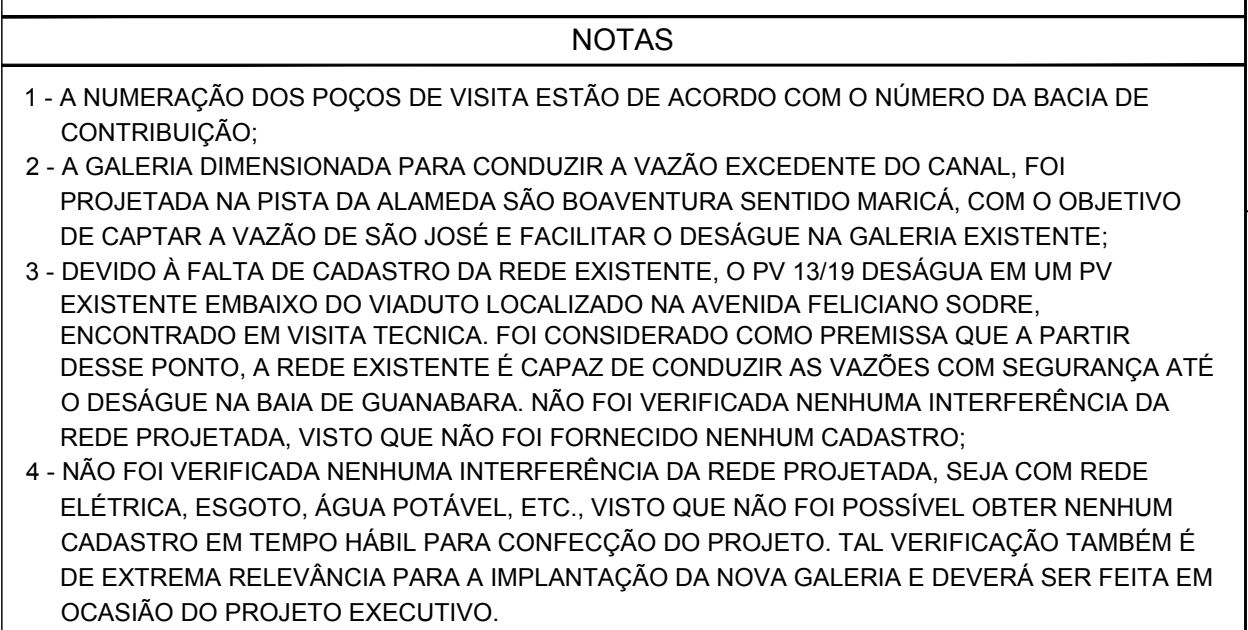 NOTAS
1 - A NUMERAÇÃO DOS POÇOS DE VISITA ESTÃO DE ACORDO COM O NÚMERO DA BACIA DE
CONTRIBUIÇÃO;
2 - A GALERIA DIMENSIONADA PARA CONDUZIR A VAZÃO EXCEDENTE DO CANAL, FOI
PROJETADA NA PISTA DA ALAMEDA SÃO BOAVENTURA SENTIDO MARICÁ, COM O OBJETIVO
DE CAPTAR A VAZÃO DE SÃO JOSÉ E FACILITAR O DESÁGUE NA GALERIA EXISTENTE;
3 - DEVIDO À FALTA DE CADASTRO DA REDE EXISTENTE, O PV 13/19 DESÁGUA EM UM PV
EXISTENTE EMBAIXO DO VIADUTO LOCALIZADO NA AVENIDA FELICIANO SODRE,
ENCONTRADO EM VISITA TECNICA. FOI CONSIDERADO COMO PREMISSA QUE A PARTIR
DESSE PONTO, A REDE EXISTENTE É CAPAZ DE CONDUZIR AS VAZÕES COM SEGURANÇA ATÉ
O DESÁGUE NA BAIA DE GUANABARA. NÃO FOI VERIFICADA NENHUMA INTERFERÊNCIA DA
REDE PROJETADA, VISTO QUE NÃO FOI FORNECIDO NENHUM CADASTRO;
4 - NÃO FOI VERIFICADA NENHUMA INTERFERÊNCIA DA REDE PROJETADA, SEJA COM REDE
ELÉTRICA, ESGOTO, ÁGUA POTÁVEL, ETC., VISTO QUE NÃO FOI POSSÍVEL OBTER NENHUM
CADASTRO EM TEMPO HÁBIL PARA CONFECÇÃO DO PROJETO. TAL VERIFICAÇÃO TAMBÉM É
DE EXTREMA RELEVÂNCIA PARA A IMPLANTAÇÃO DA NOVA GALERIA E DEVERÁ SER FEITA EM
OCASIÃO DO PROJETO EXECUTIVO.